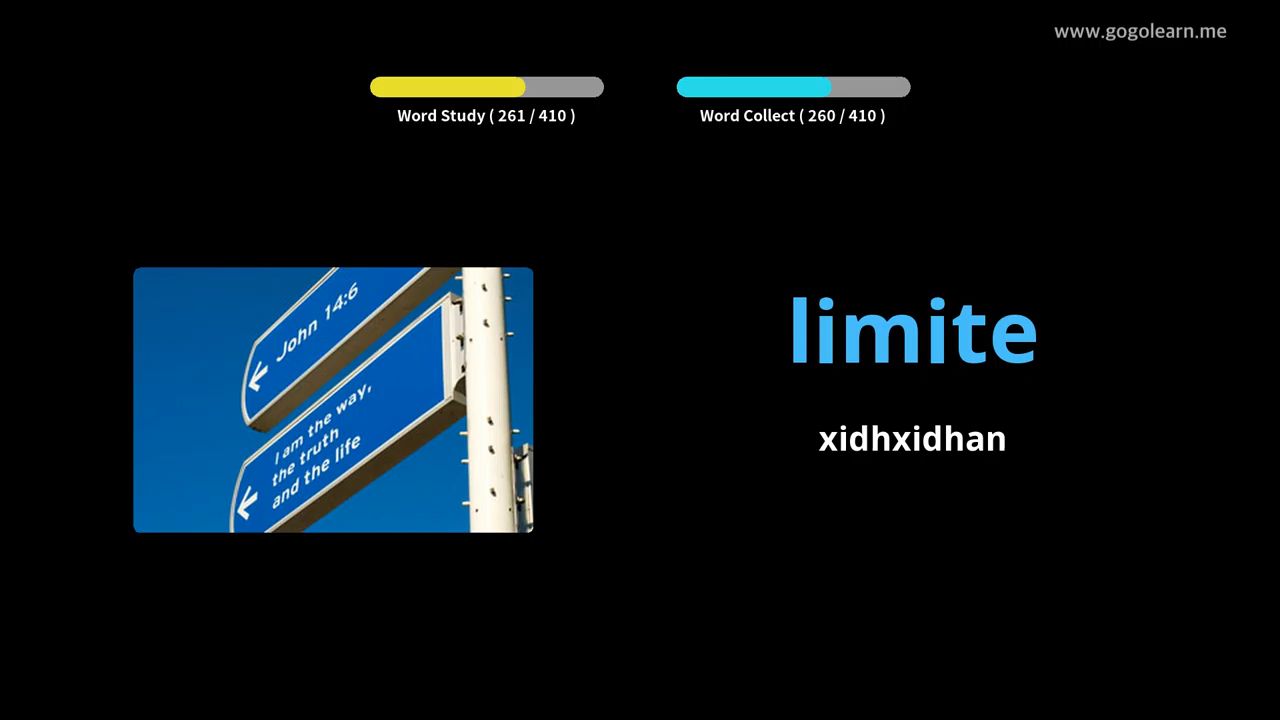 www.gogolearn.me
Word Study ( 261 / 410 )
Word Collect ( 260 / 410 )
John 14:6
I am the way,
the truth
and the life
limite
xidhxidhan